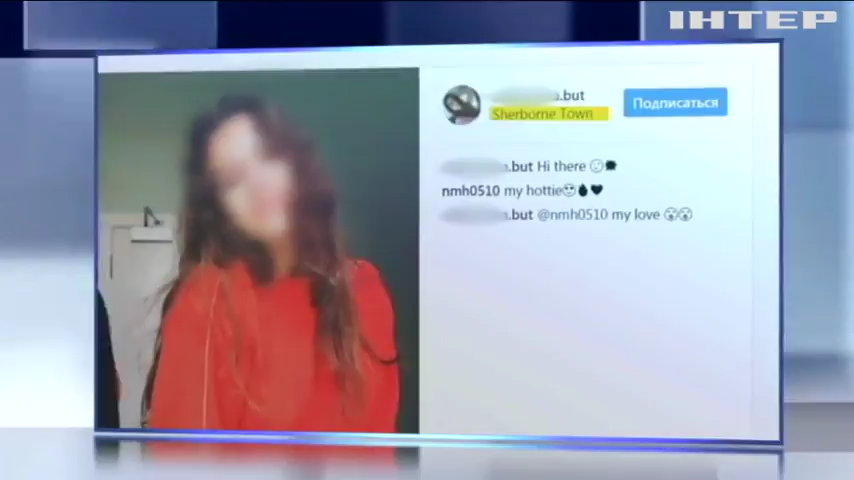 ІНТЕР
.but
Sherborne Town
Подписаться
.but Hi there
nmh0510 my hottie
.but @nmh0510 my love